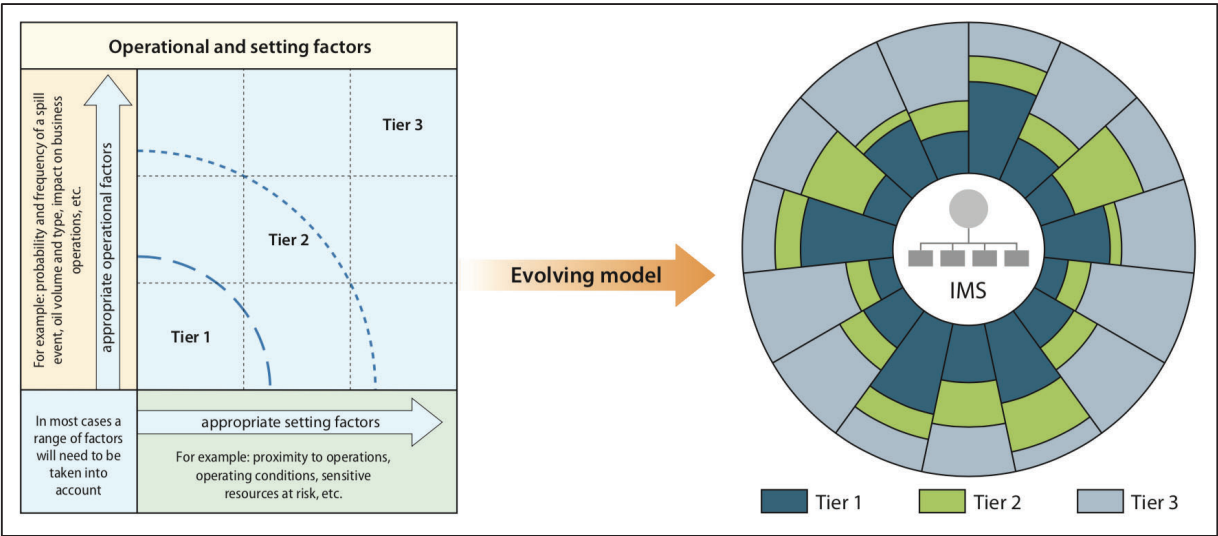 Operational and setting factors
For example: probability and frequency of a spill
event, oil volume and type, impact on business
operations, etc.
appropriate operational factors
Tier 3
Tier 2
Tier 1
In most cases a
range of factors
will need to be
taken into
account
appropriate setting factors
For example: proximity to operations,
operating conditions, sensitive
resources at risk, etc.
Evolving model
IMS
Tier 1
Tier 2
Tier 3